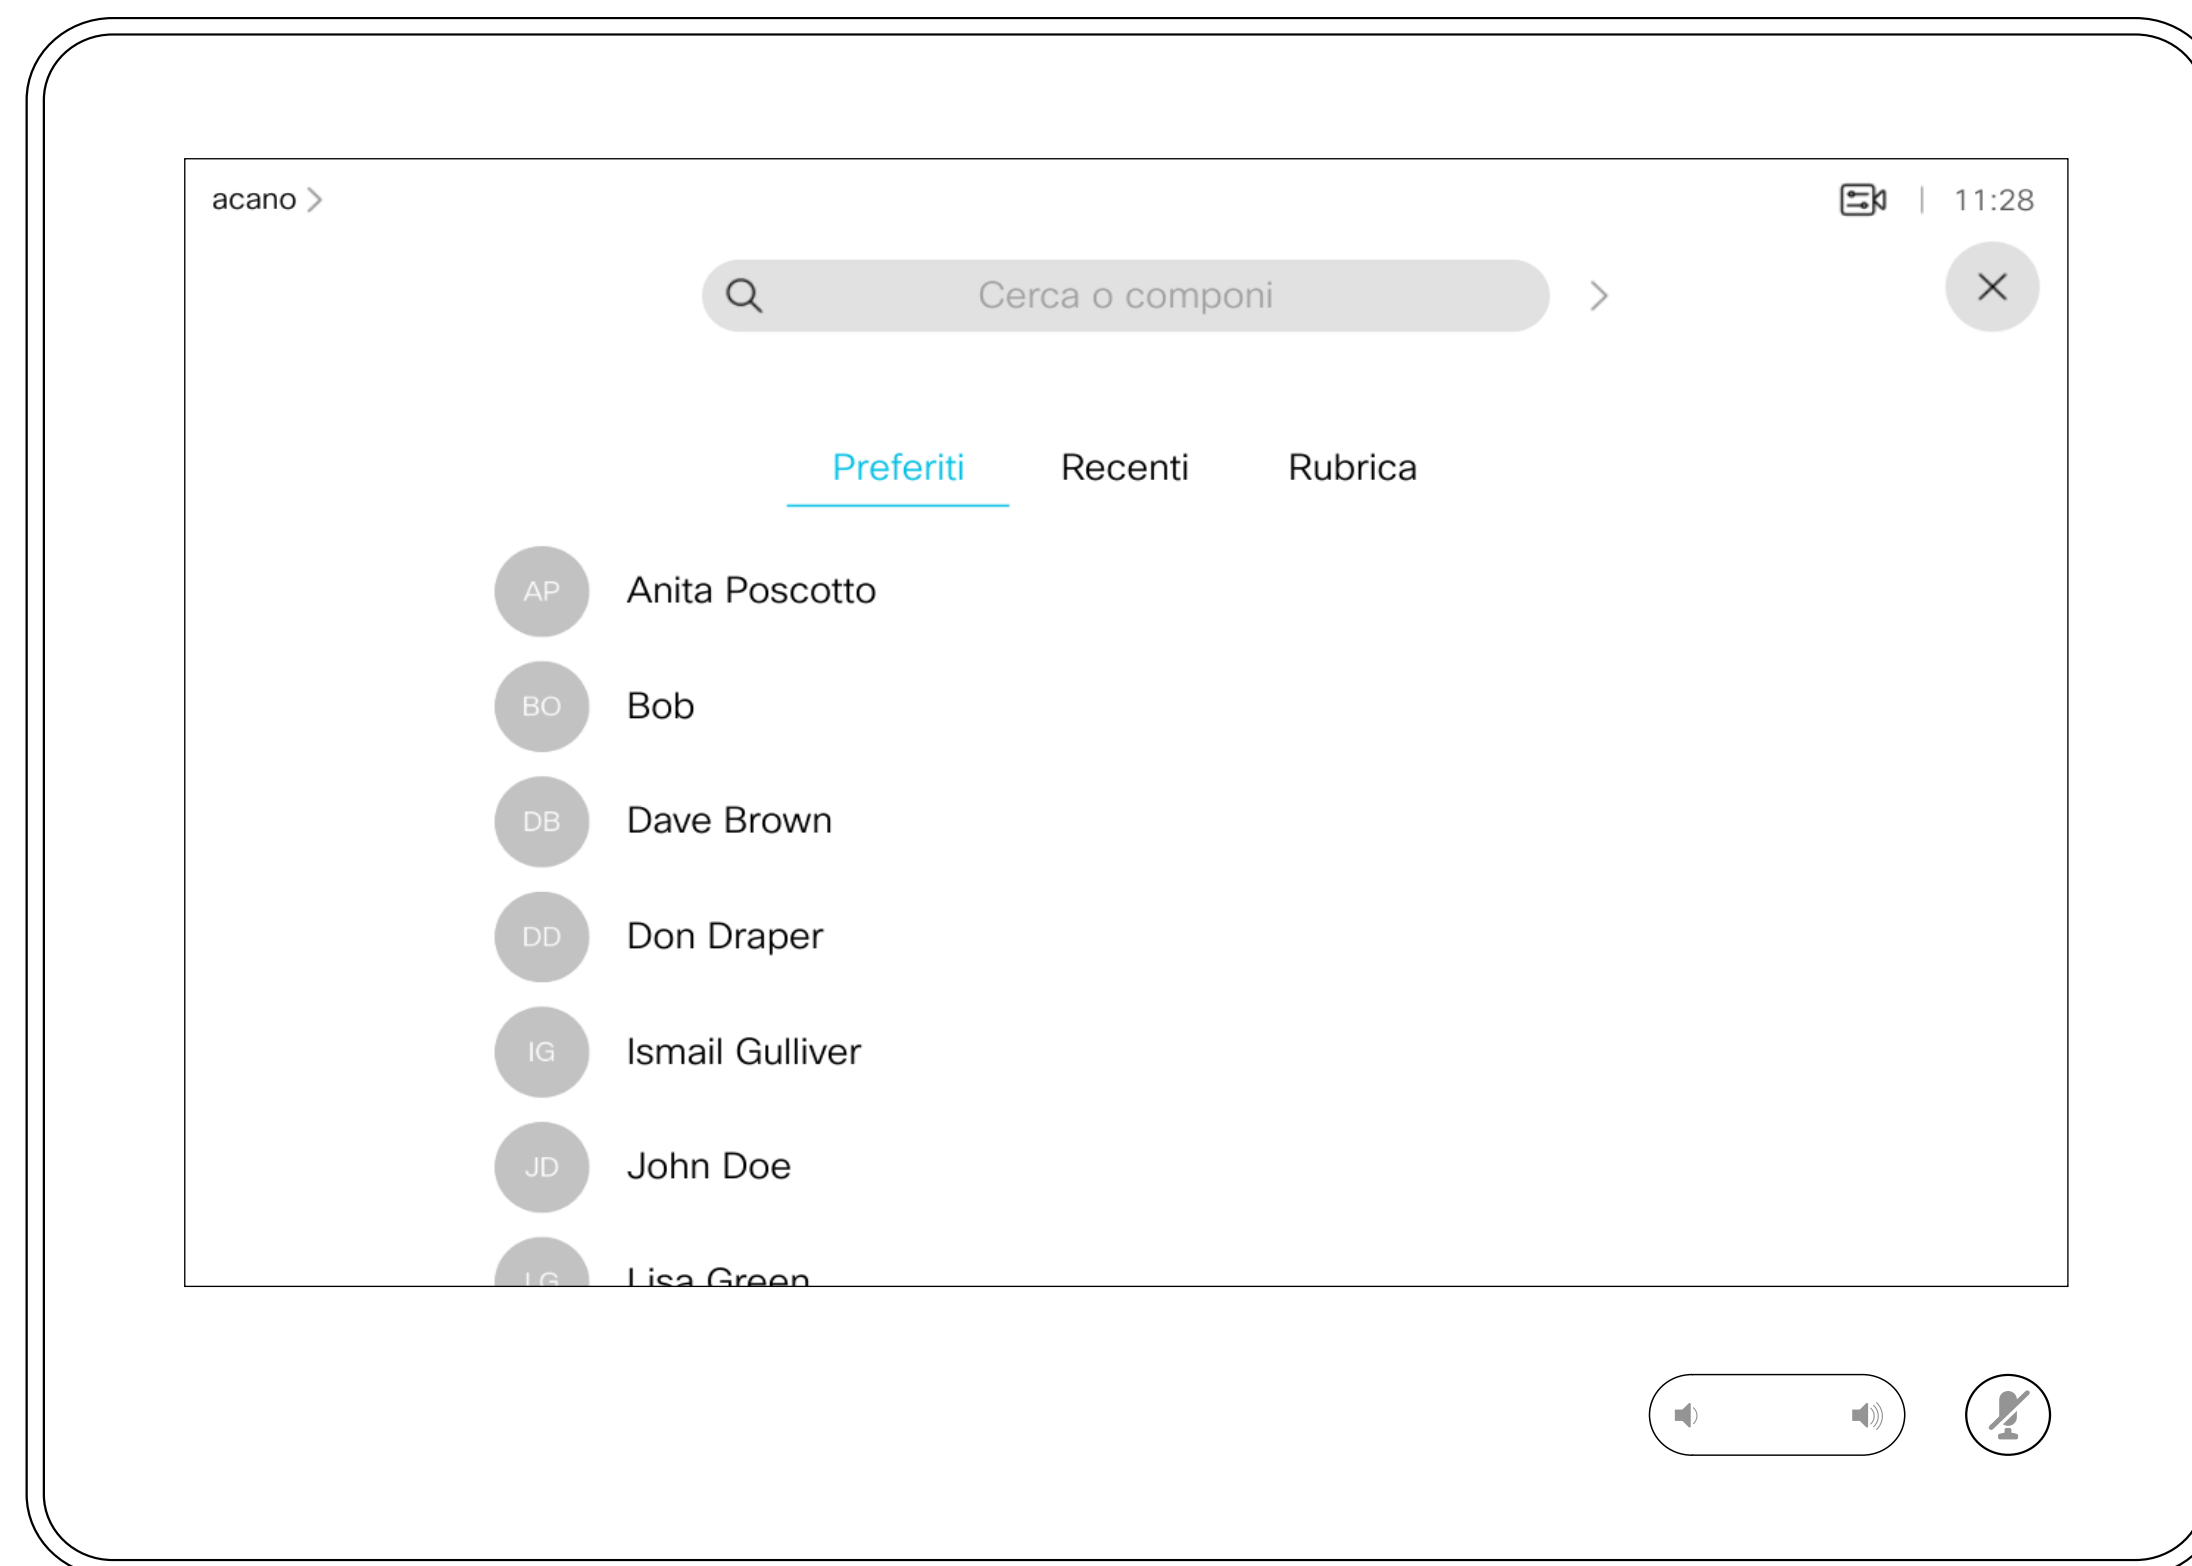 acano
11:28
Cerca o componi
Preferiti Recenti Rubrica
AP Anita Poscotto
BO Bob
DB Dave Brown
DD Don Draper
IG Ismail Gulliver
JD John Doe
LG Lisa Green